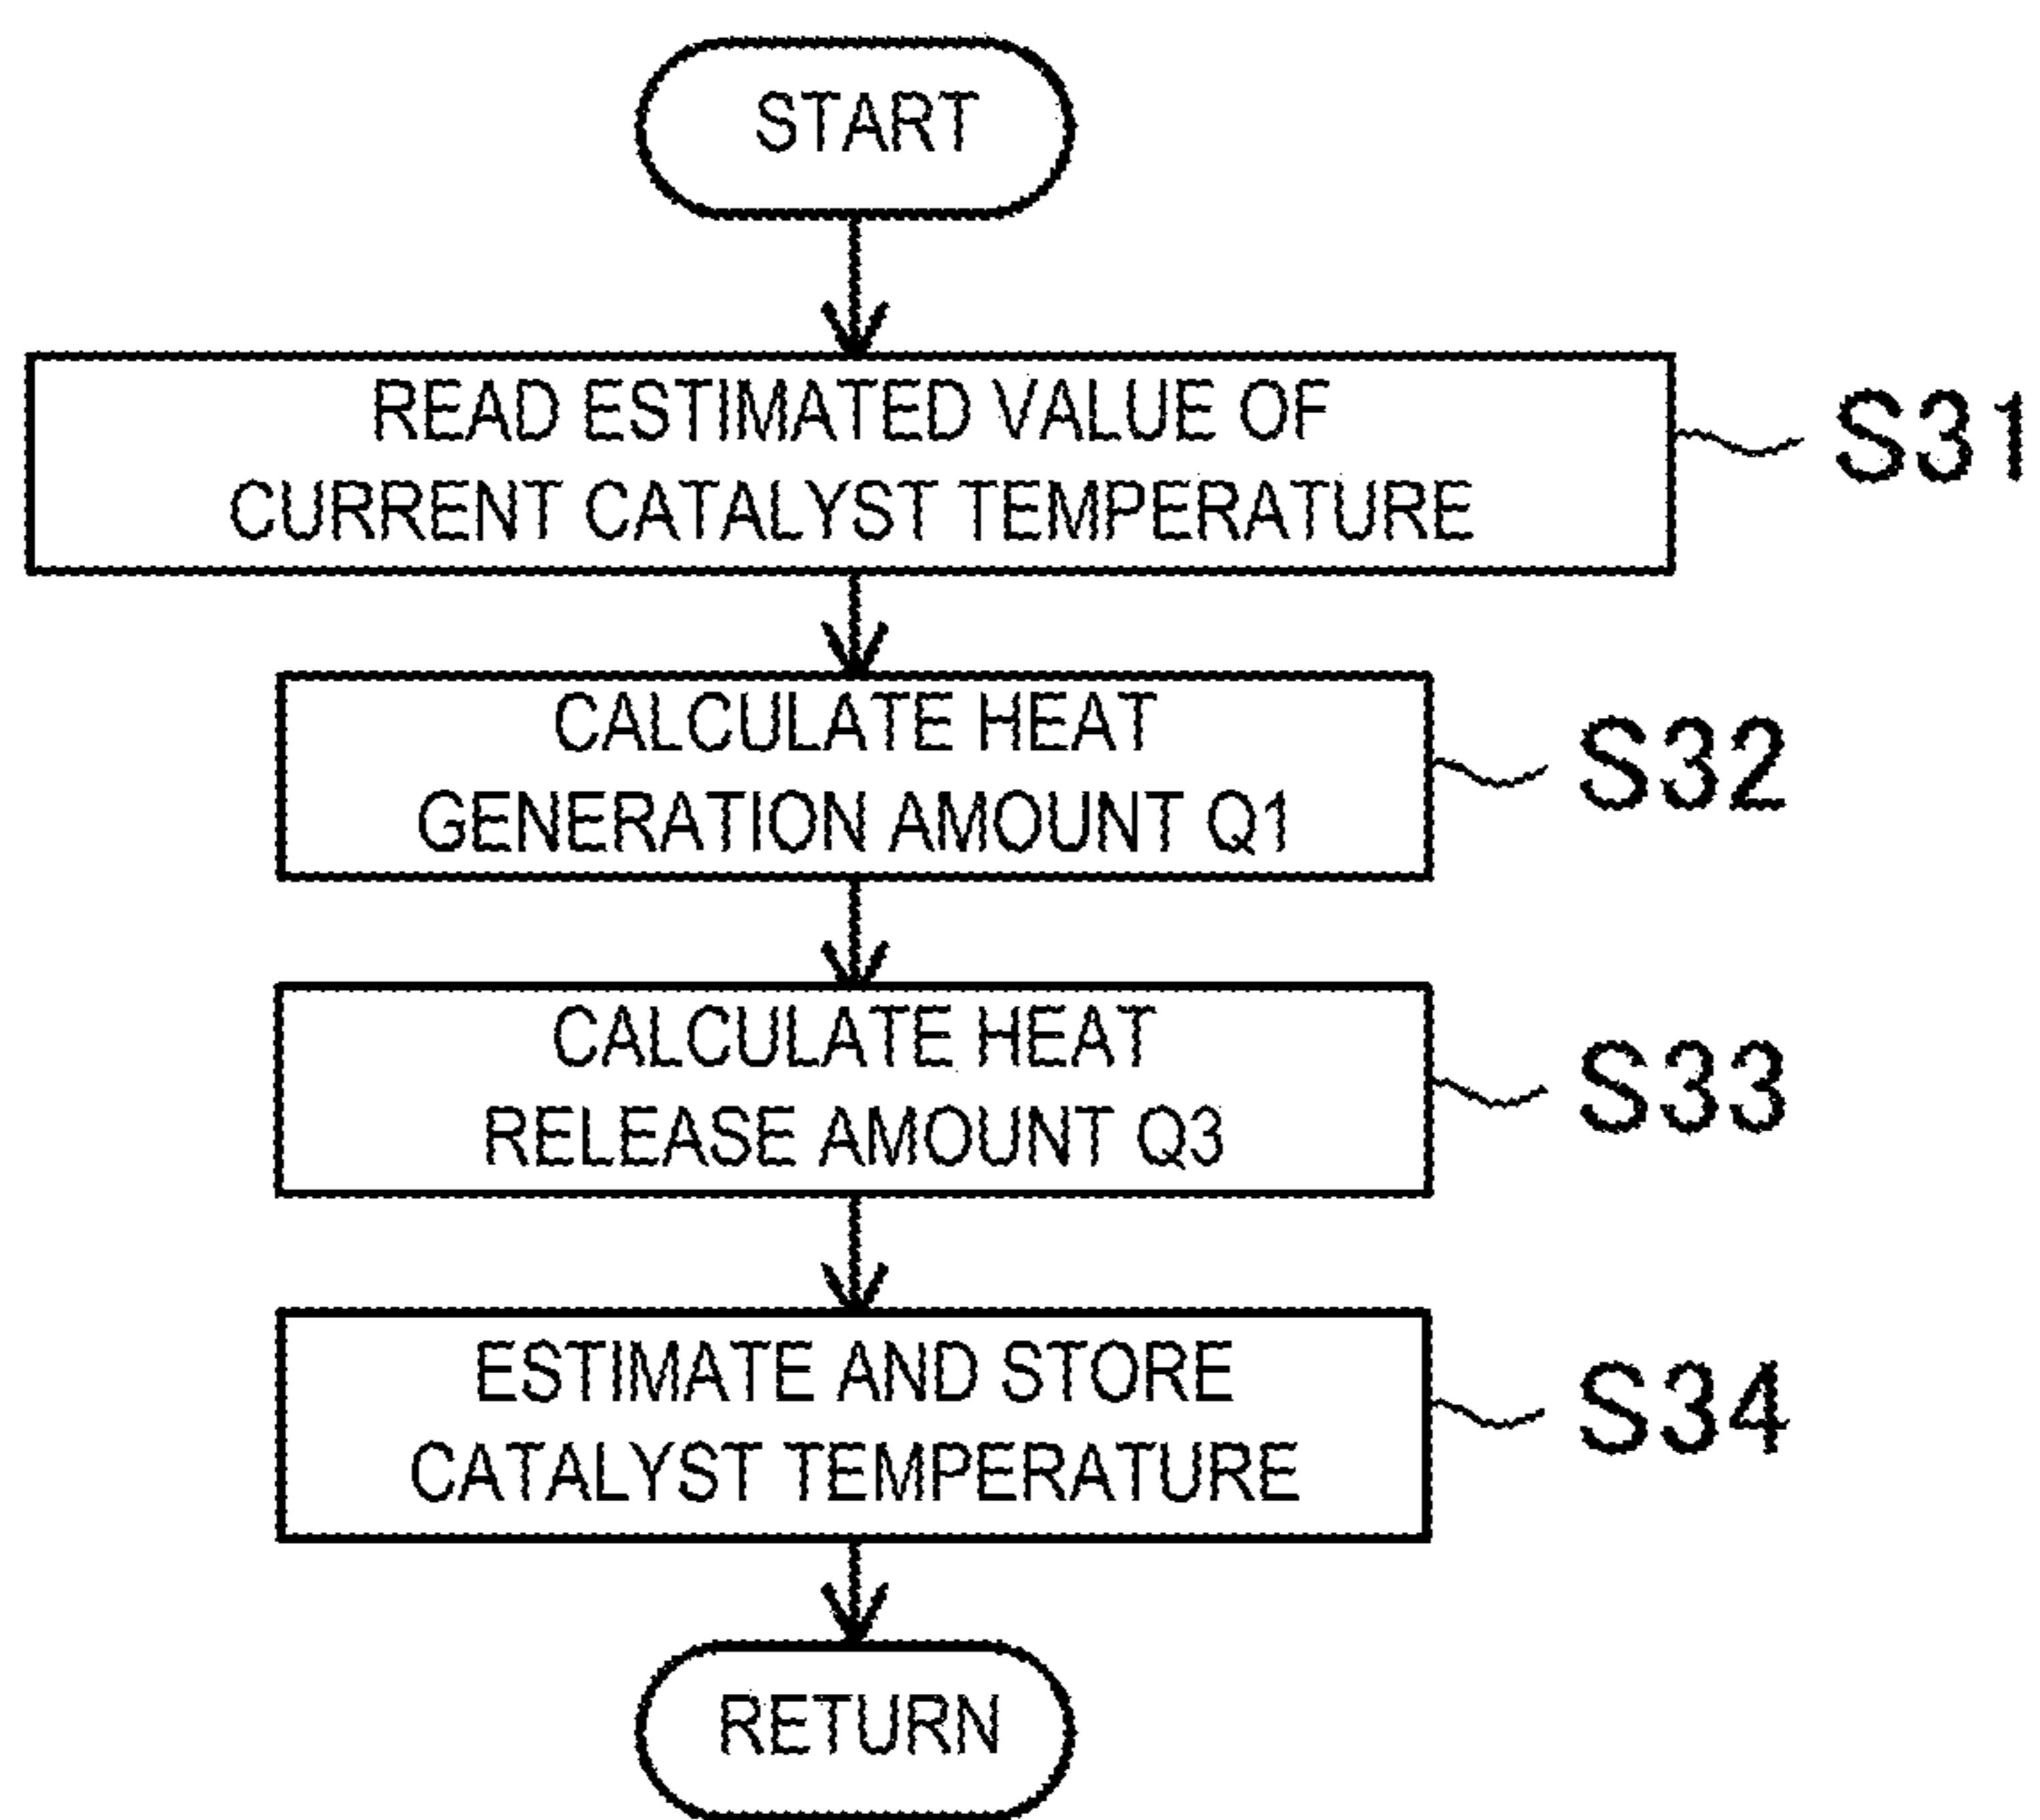 START
READ ESTIMATED VALUE OF
CURRENT CATALYST TEMPERATURE
S31
CALCULATE HEAT
GENERATION AMOUNT Q1
S32
CALCULATE HEAT
RELEASE AMOUNT Q3
S33
ESTIMATE AND STORE
CATALYST TEMPERATURE
S34
RETURN